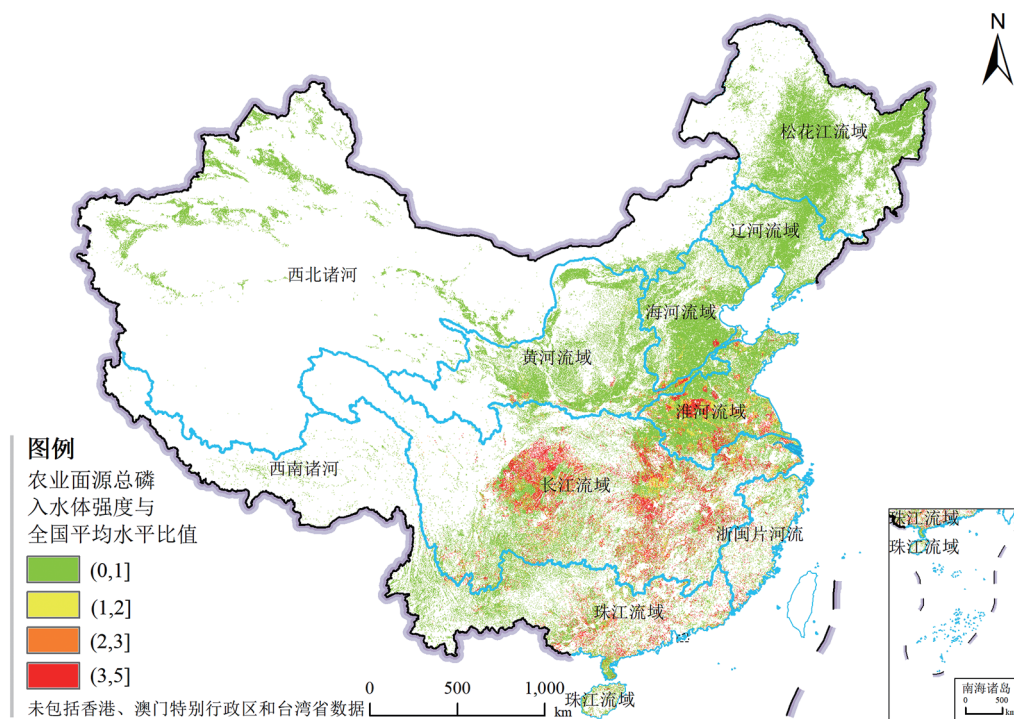 N
松花江流域
辽河流域
西北诸河
海河流域
黄河流域
淮河流域
西南诸河
长江流域
浙闽片河流
珠江流域
珠江流域
图例
农业面源总磷
入水体强度与
全国平均水平比值
(0,1]
(1,2]
(2,3]
(3,5]
未包括香港、澳门特别行政区和台湾省数据
0 500 1,000
km
珠江流域
珠江流域
南海诸岛
0 500
km